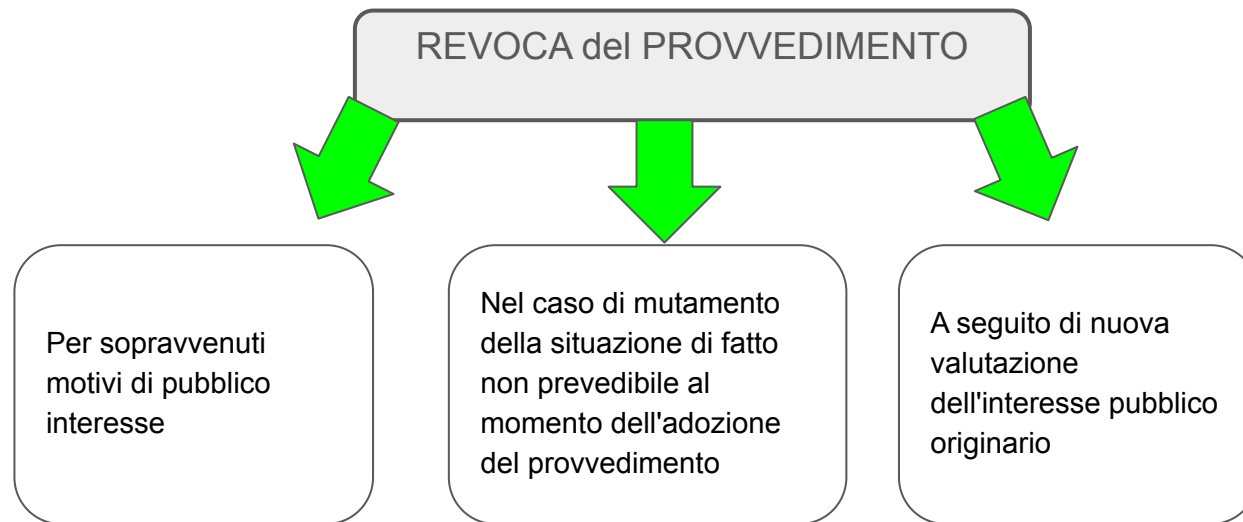 REVOCA del PROVVEDIMENTO
Per sopravvenuti
motivi di pubblico
interesse
Nel caso di mutamento
della situazione di fatto
non prevedibile al
momento dell'adozione
del provvedimento
A seguito di nuova
valutazione
dell'interesse pubblico
originario